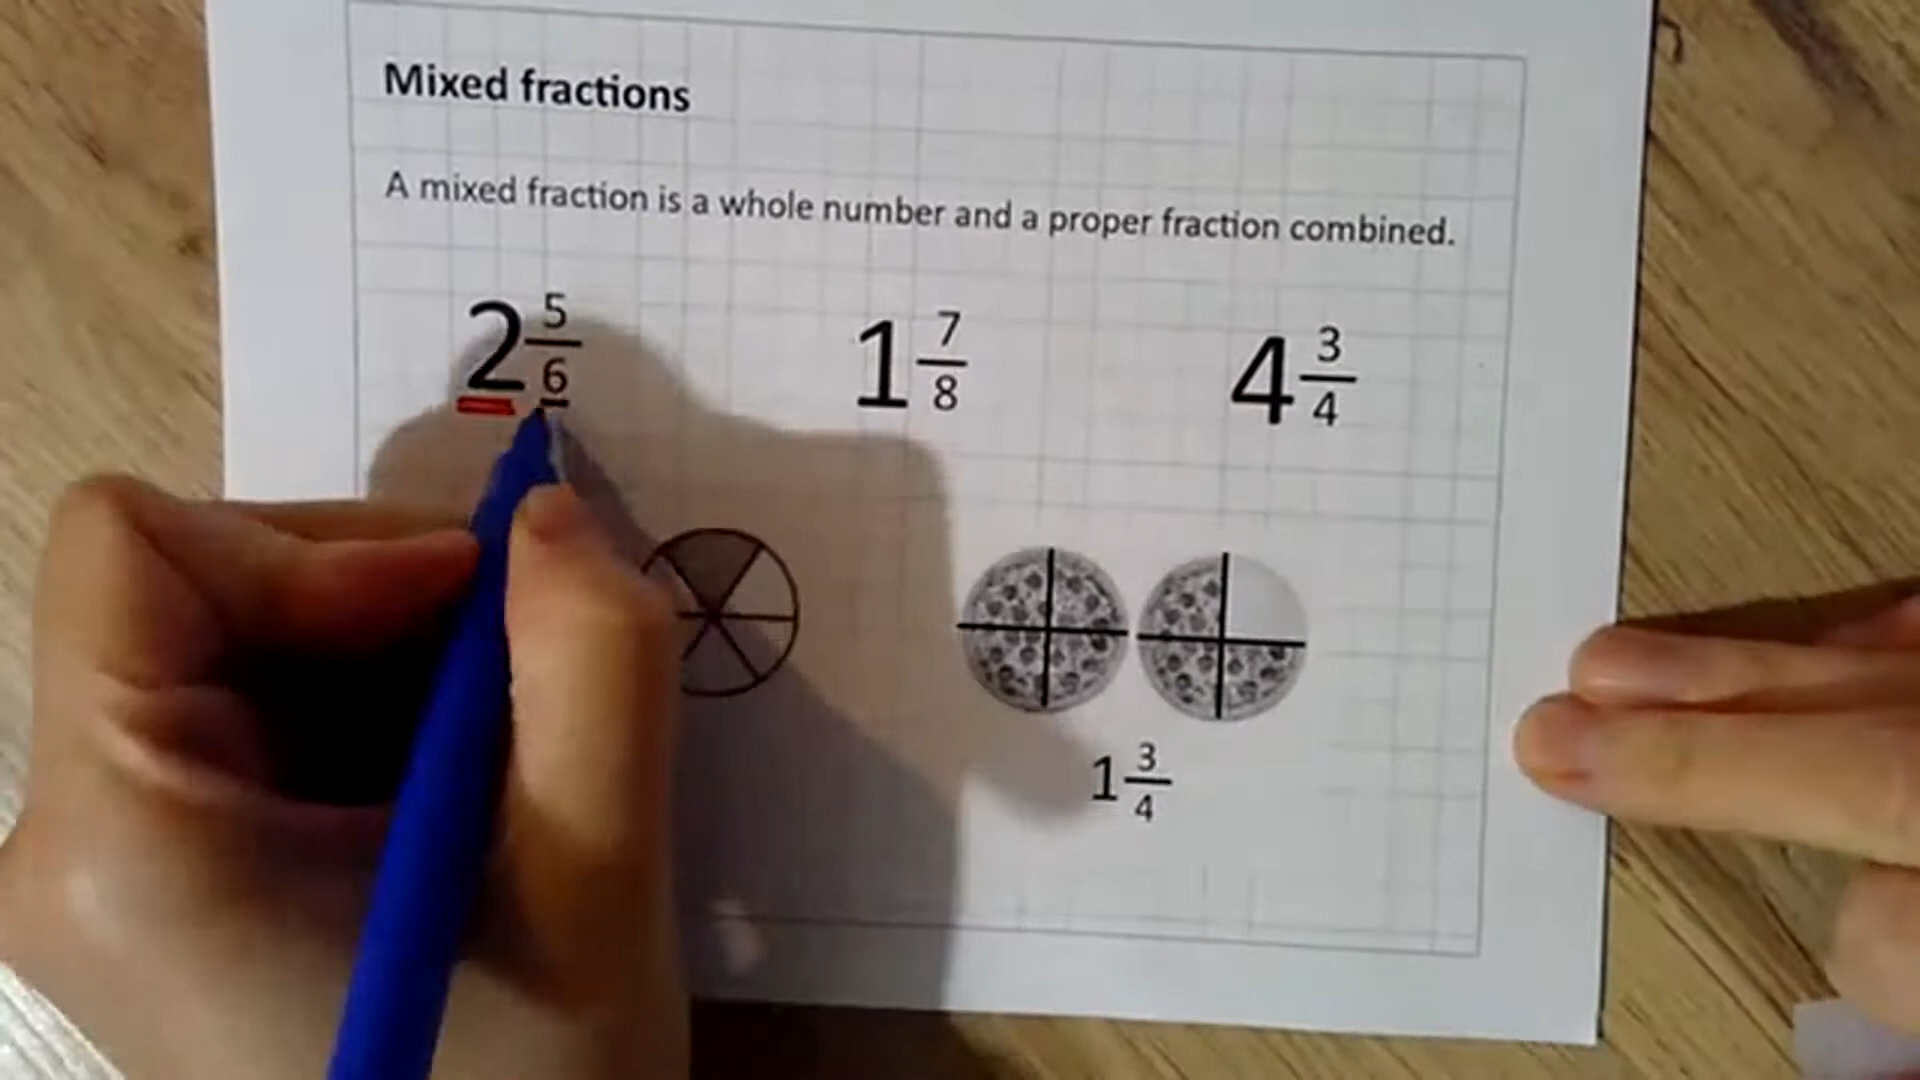 Mixed fractions
A mixed fraction is a whole number and a proper fraction combined.
2 5/6 1 7/8 4 3/4
1 3/4